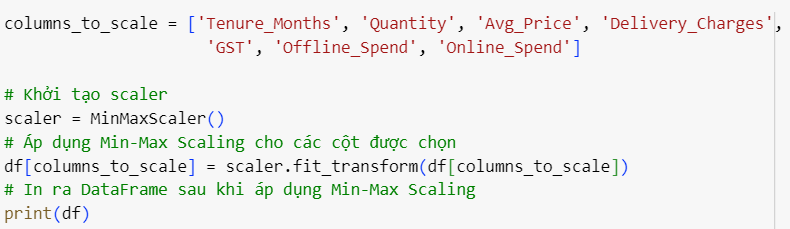 columns_to_scale = ['Tenure_Months', 'Quantity', 'Avg_Price', 'Delivery_Charges',
                    'GST', 'Offline_Spend', 'Online_Spend']
# Khởi tạo scaler
scaler = MinMaxScaler()
# Áp dụng Min-Max Scaling cho các cột được chọn
df[columns_to_scale] = scaler.fit_transform(df[columns_to_scale])
# In ra DataFrame sau khi áp dụng Min-Max Scaling
print(df)